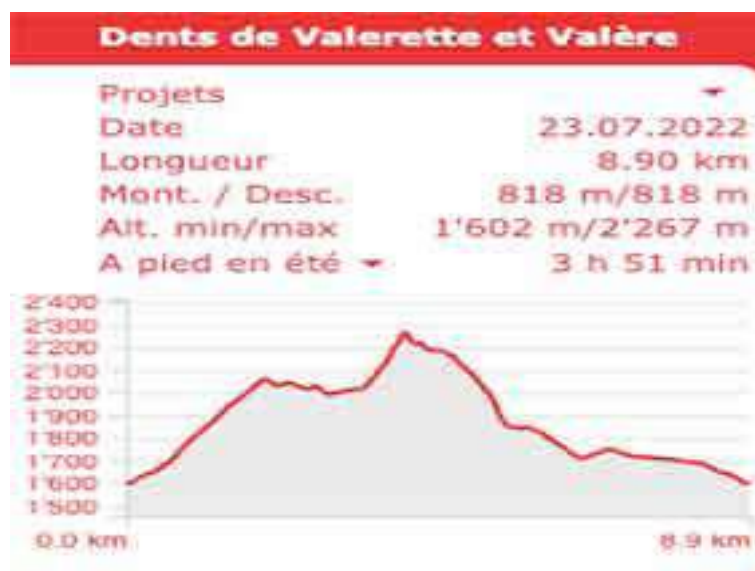 Dents de Valerette et Valère
Projets
Date 23.07.2022
Longueur 8.90 km
Mont. / Desc. 818 m/818 m
Alt. min/max 1'602 m/2'267 m
A pied en été 3 h 51 min
2'400
2'300
2'200
2'100
2'000
1'900
1'800
1'700
1'600
1'500
0.0 km 8.9 km